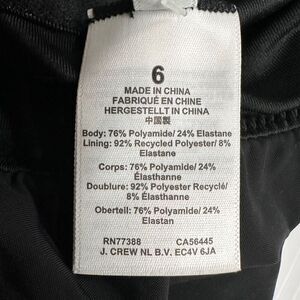 6
MADE IN CHINA
FABRIQUÉ EN CHINE
HERGESTELLT IN CHINA
中国製
Body: 76% Polyamide/ 24% Elastane
Lining: 92% Recycled Polyester/ 8%
Elastane
Corps: 76% Polyamide/ 24%
Élasthanne
Doublure: 92% Polyester Recyclé/
8% Élasthanne
Oberteil: 76% Polyamide/ 24%
Elastan
RN77388 CA56445
J. CREW NL B.V. EC4V 6JA